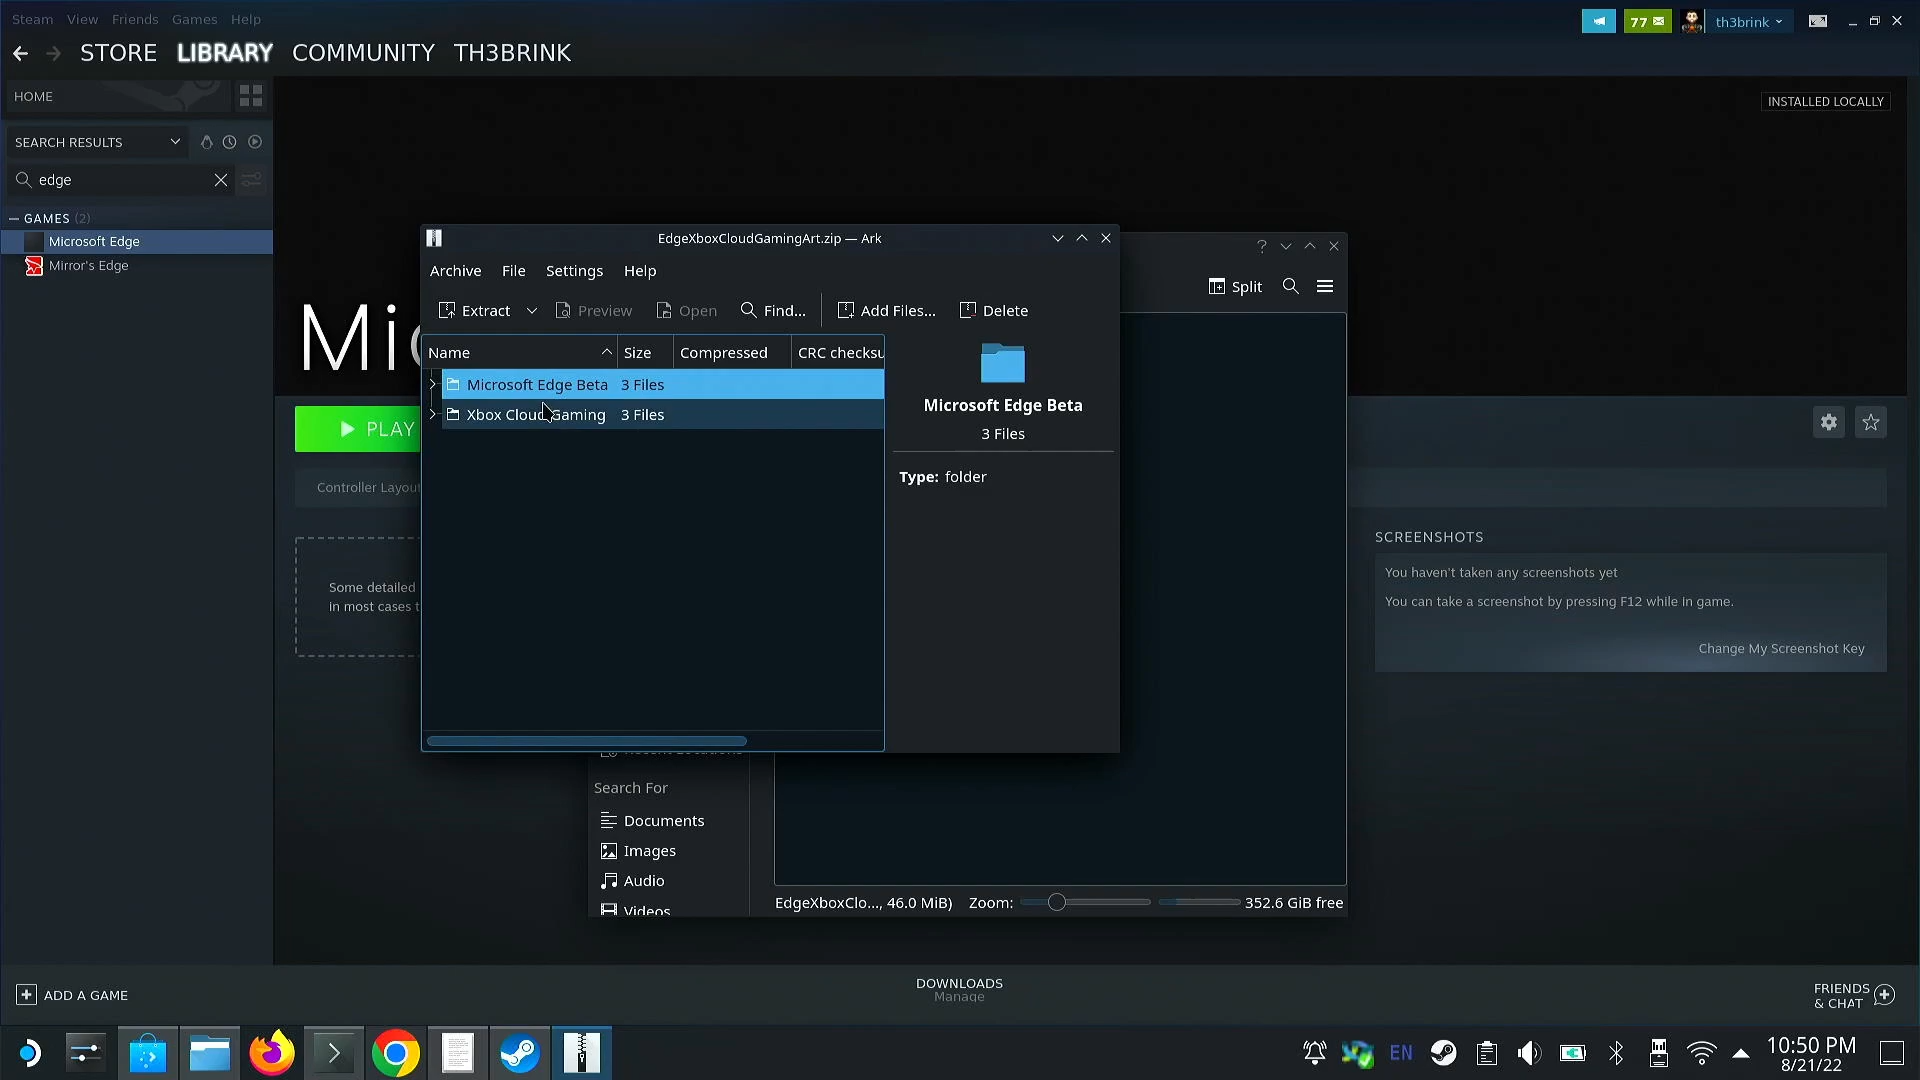 Steam View Friends Games Help
77
th3brink
STORE LIBRARY COMMUNITY TH3BRINK
HOME
INSTALLED LOCALLY
SEARCH RESULTS
edge
GAMES (2)
Microsoft Edge
Mirror's Edge
EdgeXboxCloudGamingArt.zip — Ark
Archive File Settings Help
Split
Extract Preview Open Find... Add Files... Delete
Name Size Compressed CRC checksu
Microsoft Edge Beta 3 Files
Xbox Cloud Gaming 3 Files
Microsoft Edge Beta
3 Files
Type: folder
Mic
PLAY
Controller Layout
Some detailed
in most cases t
SCREENSHOTS
You haven't taken any screenshots yet
You can take a screenshot by pressing F12 while in game.
Change My Screenshot Key
Search For
Documents
Images
Audio
Videos
EdgeXboxClo..., 46.0 MiB) Zoom: 352.6 GiB free
ADD A GAME
DOWNLOADS
Manage
FRIENDS
& CHAT
EN
10:50 PM
8/21/22